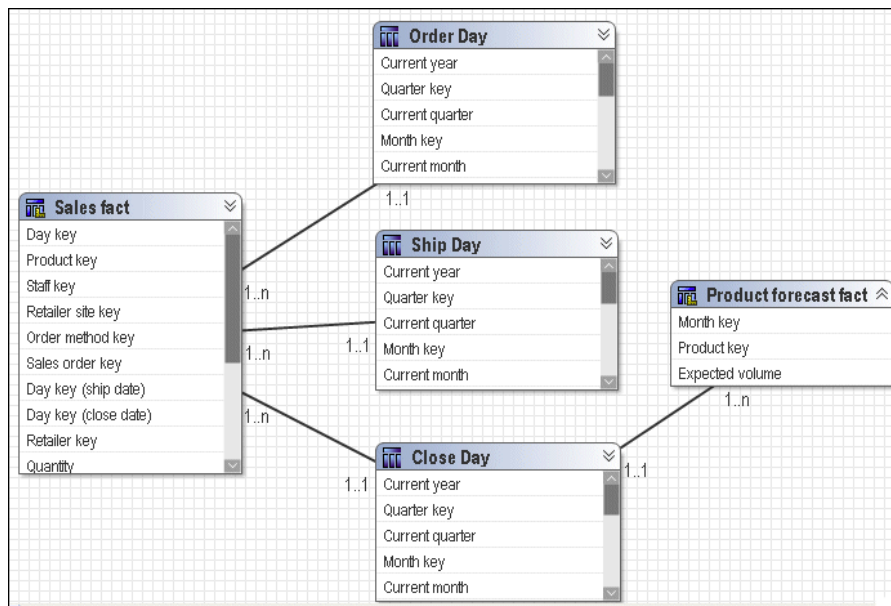 Order Day
Current year
Quarter key
Current quarter
Month key
Current month
1..1
Sales fact
Day key
Product key
Staff key
Retailer site key
Order method key
Sales order key
Day key (ship date)
Day key (close date)
Retailer key
Quantity
1..n
1..n
1..n
Ship Day
Current year
Quarter key
Current quarter
Month key
Current month
1..1
Product forecast fact
Month key
Product key
Expected volume
1..n
Close Day
Current year
Quarter key
Current quarter
Month key
Current month
1..1
1..1